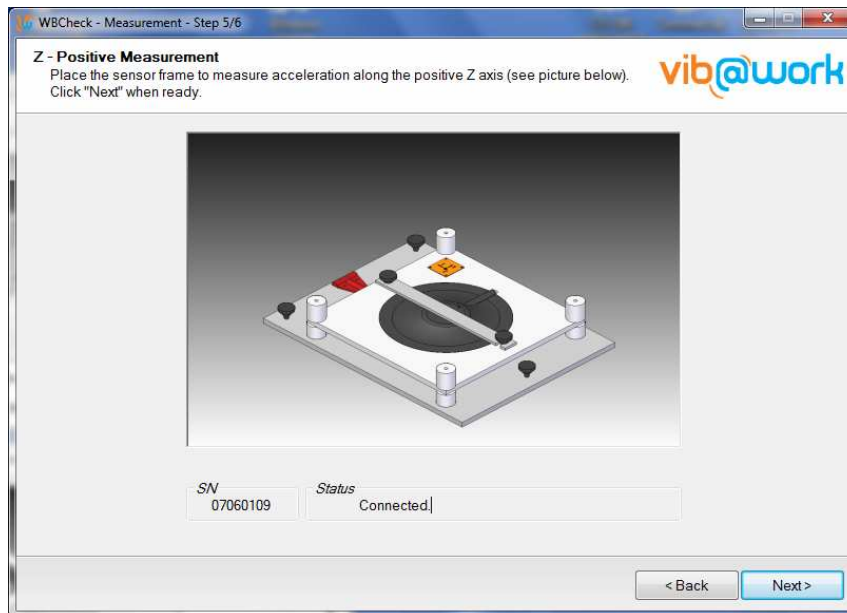 WBCheck - Measurement - Step 5/6
Z - Positive Measurement
Place the sensor frame to measure acceleration along the positive Z axis (see picture below).
Click "Next" when ready.
vib@work
SN
07060109
Status
Connected.
< Back
Next >